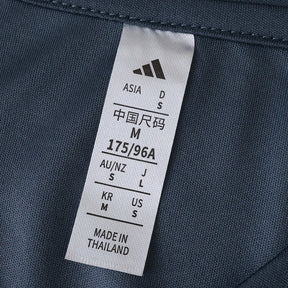 ASIA D
S
中国尺码
M
175/96A
AU/NZ J
S L
KR US
M S
MADE IN
THAILAND